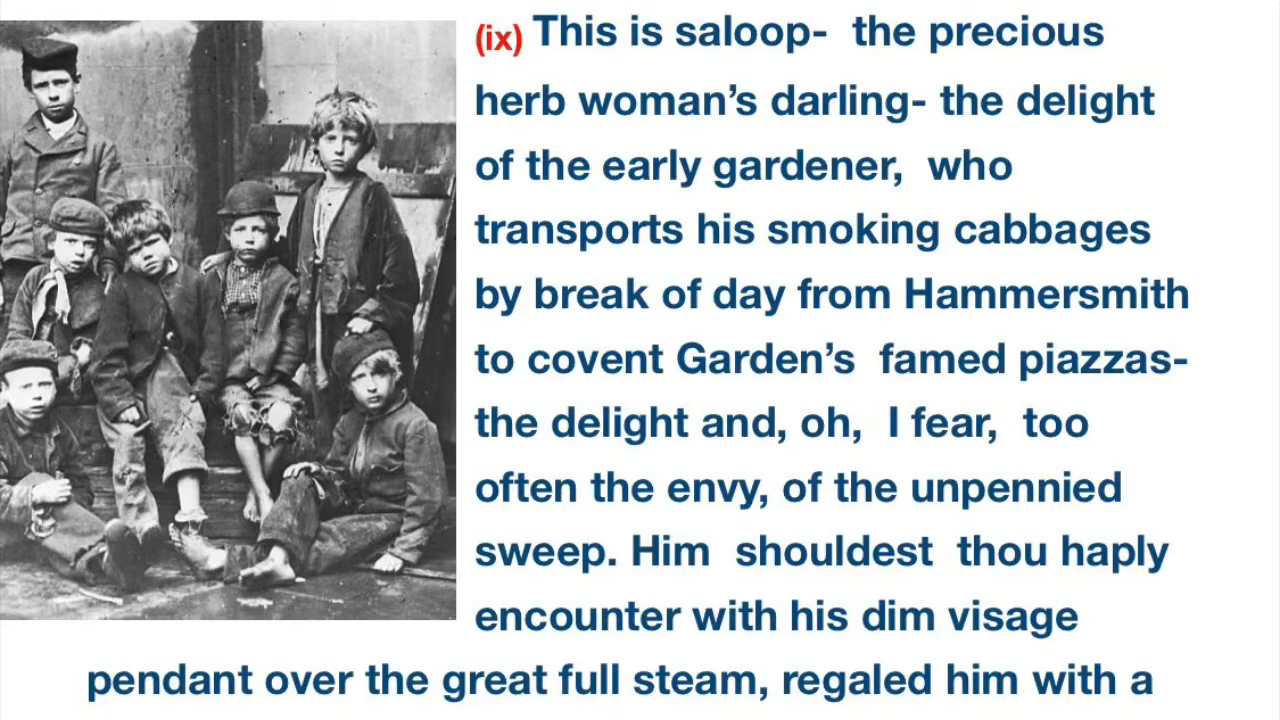 (ix) This is saloop- the precious
herb woman’s darling- the delight
of the early gardener, who
transports his smoking cabbages
by break of day from Hammersmith
to covent Garden’s famed piazzas-
the delight and, oh, I fear, too
often the envy, of the unpennied
sweep. Him shouldest thou haply
encounter with his dim visage
pendant over the great full steam, regaled him with a